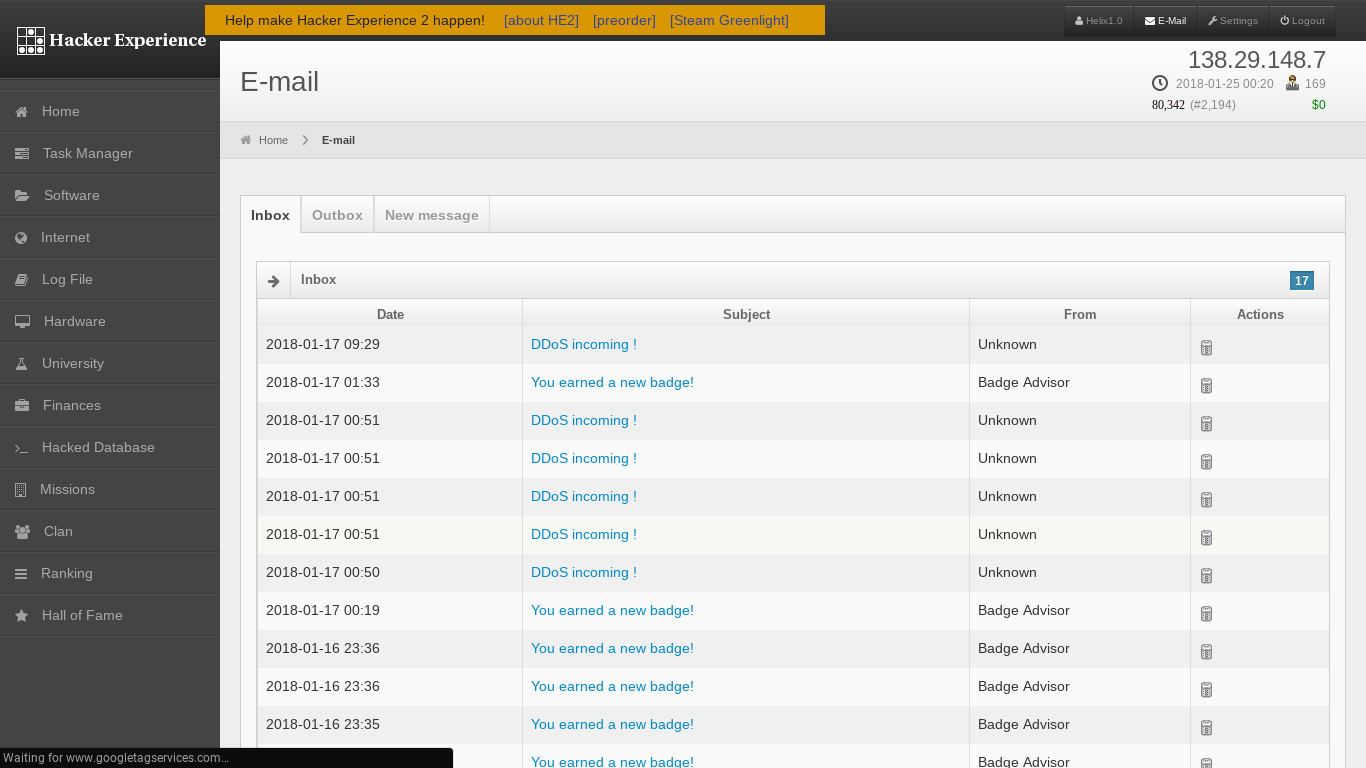 Help make Hacker Experience 2 happen! [about HE2] [preorder] [Steam Greenlight]
Helix1.0 E-Mail Settings Logout
Hacker Experience
E-mail
138.29.148.7
2018-01-25 00:20 169
80,342 (#2,194) $0
Home E-mail
Home
Task Manager
Software
Internet
Log File
Hardware
University
Finances
Hacked Database
Missions
Clan
Ranking
Hall of Fame
Inbox Outbox New message
Inbox 17
Date Subject From Actions
2018-01-17 09:29 DDoS incoming ! Unknown
2018-01-17 01:33 You earned a new badge! Badge Advisor
2018-01-17 00:51 DDoS incoming ! Unknown
2018-01-17 00:51 DDoS incoming ! Unknown
2018-01-17 00:51 DDoS incoming ! Unknown
2018-01-17 00:51 DDoS incoming ! Unknown
2018-01-17 00:50 DDoS incoming ! Unknown
2018-01-17 00:19 You earned a new badge! Badge Advisor
2018-01-16 23:36 You earned a new badge! Badge Advisor
2018-01-16 23:36 You earned a new badge! Badge Advisor
2018-01-16 23:35 You earned a new badge! Badge Advisor
You earned a new badge! Badge Advisor
Waiting for www.googletagservices.com...